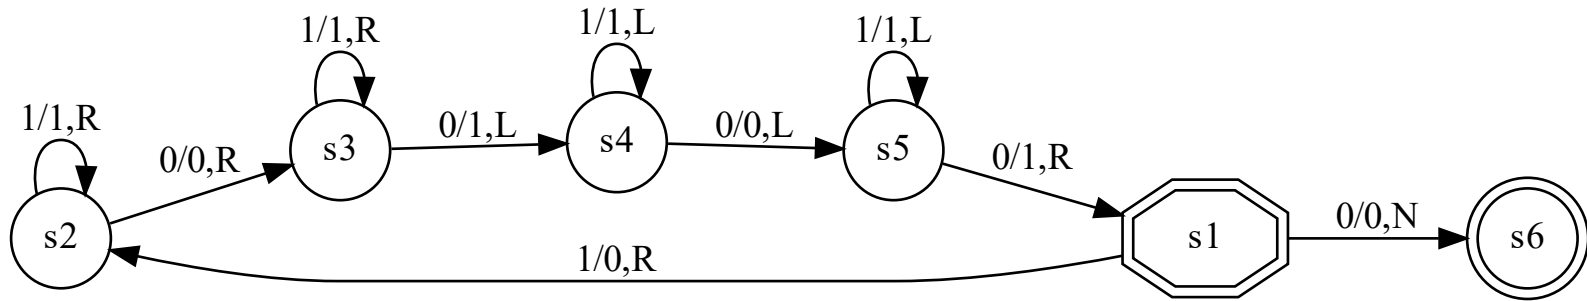 1/1,R
1/1,R
1/1,L
1/1,L
0/0,R
0/1,L
0/0,L
0/1,R
0/0,N
1/0,R
s2
s3
s4
s5
s1
s6